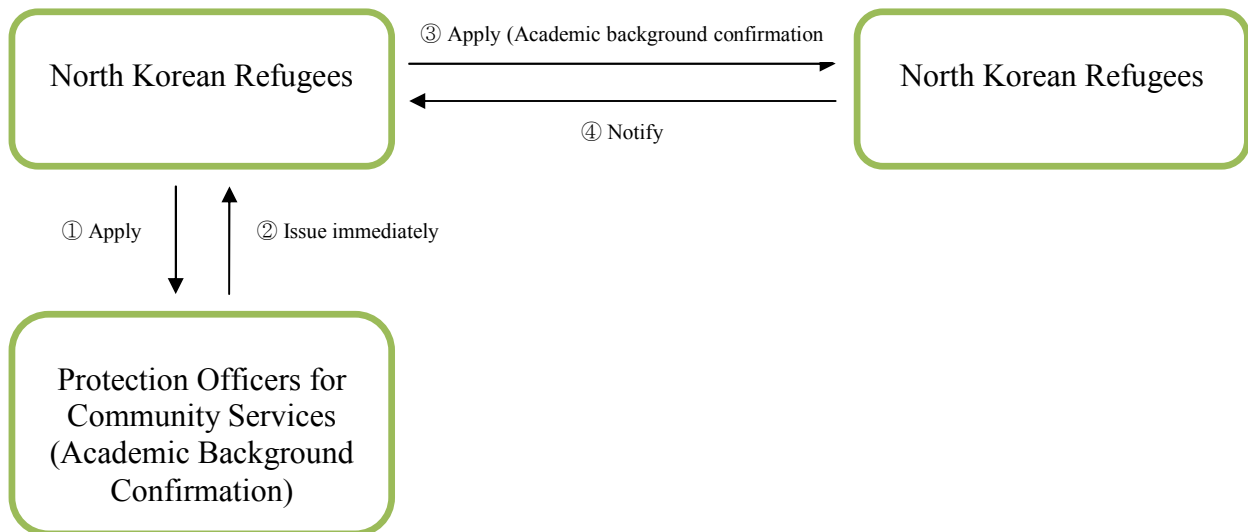 ③ Apply (Academic background confirmation
North Korean Refugees
North Korean Refugees
④ Notify
① Apply
② Issue immediately
Protection Officers for
Community Services
(Academic Background
Confirmation)